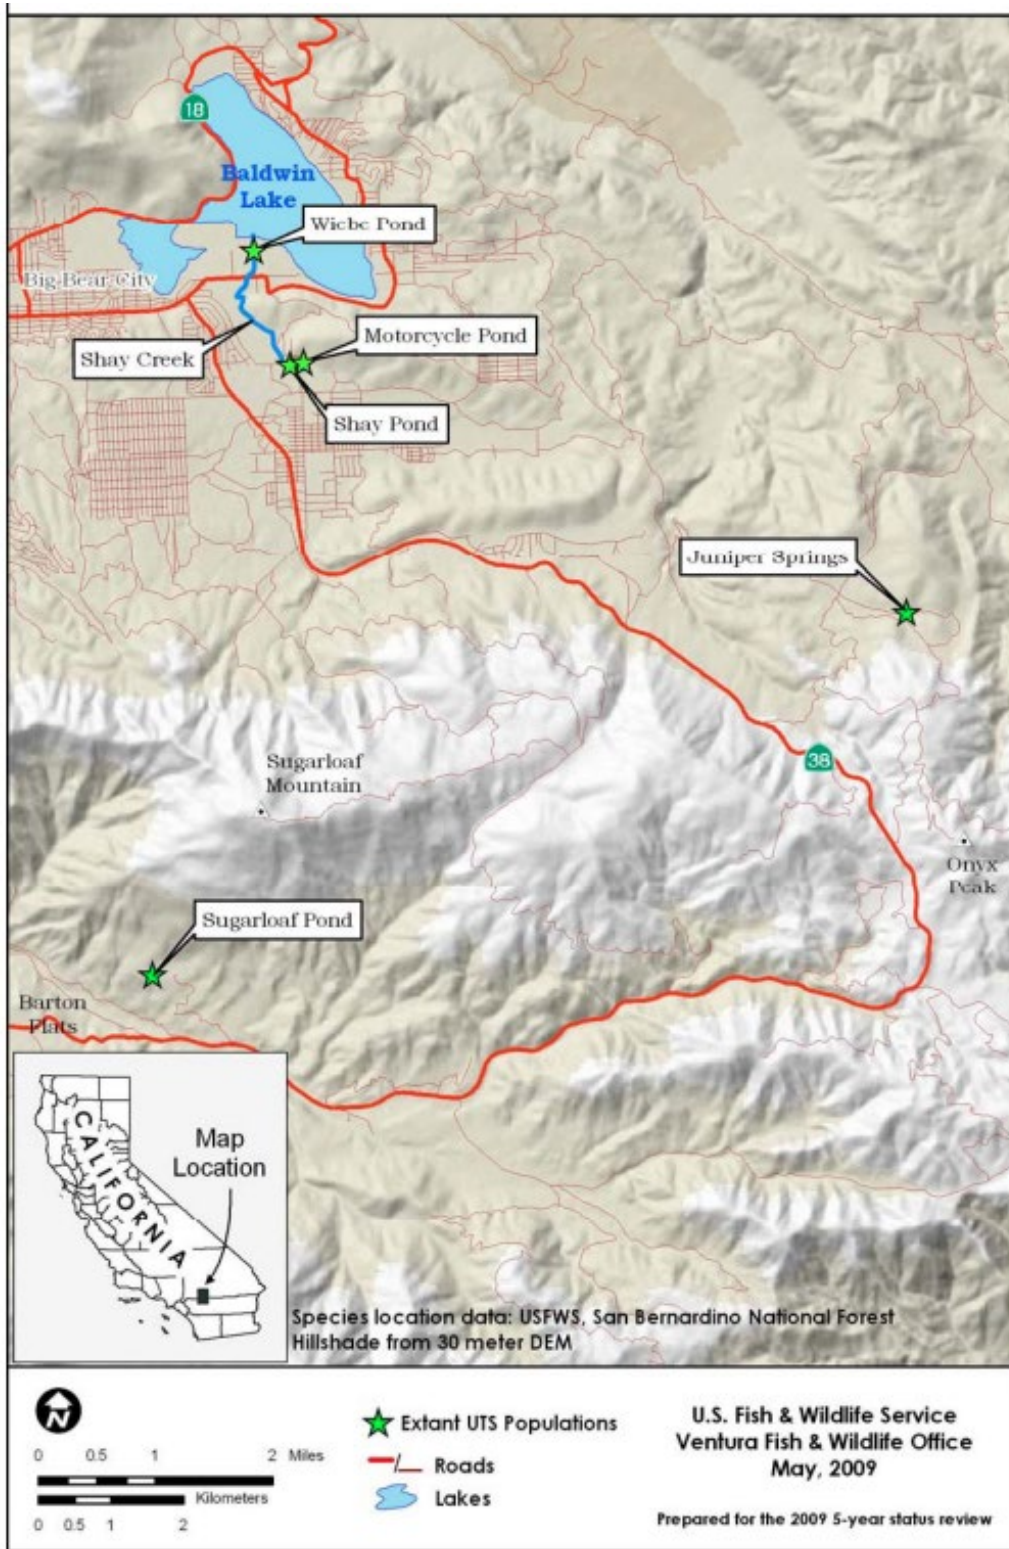 18
Baldwin
Lake
Wiebe Pond
Big Bear City
Motorcycle Pond
Shay Creek
Shay Pond
Juniper Springs
38
Sugarloaf
Mountain
Onyx
Peak
Sugarloaf Pond
Barton
Flats
CALIFORNIA
Map
Location
Species location data: USFWS, San Bernardino National Forest
Hillshade from 30 meter DEM
N
0 0.5 1 2 Miles
Kilometers
0 0.5 1 2
Extant UTS Populations
Roads
Lakes
U.S. Fish & Wildlife Service
Ventura Fish & Wildlife Office
May, 2009
Prepared for the 2009 5-year status review